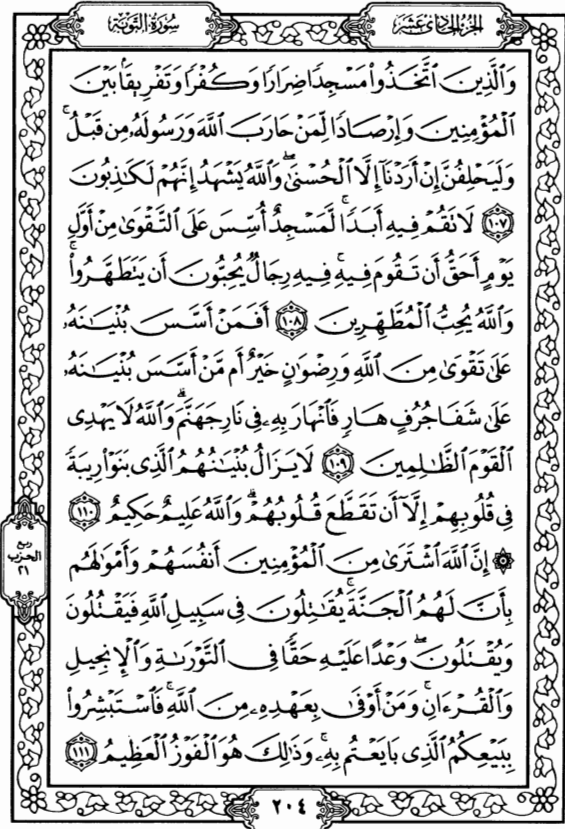 الجزء الحادي عشر
سورة التوبة
وَٱلَّذِينَ ٱتَّخَذُوا۟ مَسْجِدًا ضِرَارًا وَكُفْرًا وَتَفْرِيقًۢا بَيْنَ
ٱلْمُؤْمِنِينَ وَإِرْصَادًا لِّمَنْ حَارَبَ ٱللَّهَ وَرَسُولَهُۥ مِن قَبْلُ ۚ
وَلَيَحْلِفُنَّ إِنْ أَرَدْنَآ إِلَّا ٱلْحُسْنَىٰ ۖ وَٱللَّهُ يَشْهَدُ إِنَّهُمْ لَكَٰذِبُونَ
﴿١٠٧﴾ لَا تَقُمْ فِيهِ أَبَدًا ۚ لَّمَسْجِدٌ أُسِّسَ عَلَى ٱلتَّقْوَىٰ مِنْ أَوَّلِ
يَوْمٍ أَحَقُّ أَن تَقُومَ فِيهِ ۚ فِيهِ رِجَالٌ يُحِبُّونَ أَن يَتَطَهَّرُوا۟ ۚ
وَٱللَّهُ يُحِبُّ ٱلْمُطَّهِّرِينَ ﴿١٠٨﴾ أَفَمَنْ أَسَّسَ بُنْيَٰنَهُۥ
عَلَىٰ تَقْوَىٰ مِنَ ٱللَّهِ وَرِضْوَٰنٍ خَيْرٌ أَم مَّنْ أَسَّسَ بُنْيَٰنَهُۥ
عَلَىٰ شَفَا جُرُفٍ هَارٍ فَٱنْهَارَ بِهِۦ فِى نَارِ جَهَنَّمَ ۗ وَٱللَّهُ لَا يَهْدِى
ٱلْقَوْمَ ٱلظَّٰلِمِينَ ﴿١٠٩﴾ لَا يَزَالُ بُنْيَٰنُهُمُ ٱلَّذِى بَنَوْا۟ رِيبَةً
فِى قُلُوبِهِمْ إِلَّآ أَن تَقَطَّعَ قُلُوبُهُمْ ۗ وَٱللَّهُ عَلِيمٌ حَكِيمٌ ﴿١١٠﴾
۞ إِنَّ ٱللَّهَ ٱشْتَرَىٰ مِنَ ٱلْمُؤْمِنِينَ أَنفُسَهُمْ وَأَمْوَٰلَهُم
بِأَنَّ لَهُمُ ٱلْجَنَّةَ ۚ يُقَٰتِلُونَ فِى سَبِيلِ ٱللَّهِ فَيَقْتُلُونَ
وَيُقْتَلُونَ ۖ وَعْدًا عَلَيْهِ حَقًّا فِى ٱلتَّوْرَىٰةِ وَٱلْإِنجِيلِ
وَٱلْقُرْءَانِ ۚ وَمَنْ أَوْفَىٰ بِعَهْدِهِۦ مِنَ ٱللَّهِ ۚ فَٱسْتَبْشِرُوا۟
بِبَيْعِكُمُ ٱلَّذِى بَايَعْتُم بِهِۦ ۚ وَذَٰلِكَ هُوَ ٱلْفَوْزُ ٱلْعَظِيمُ ﴿١١١﴾
ربع
الحزب
٢١
٢٠٤